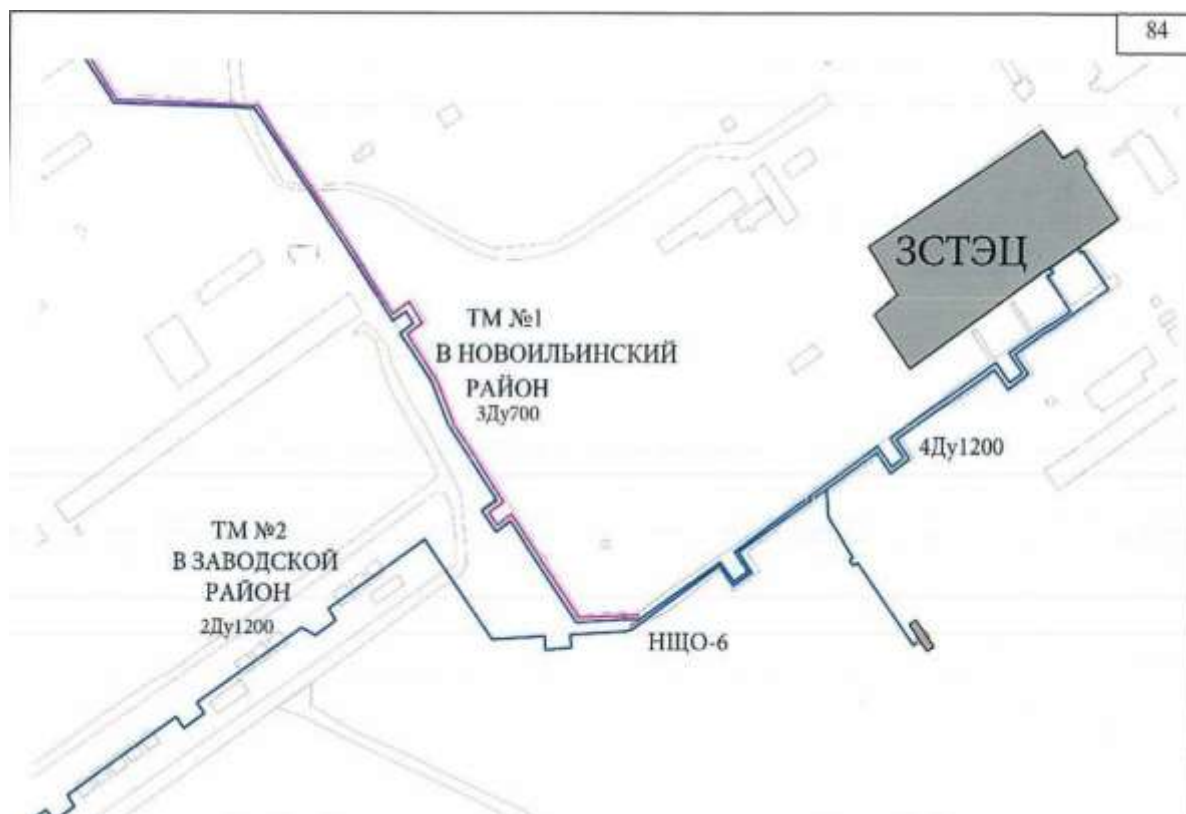 84
ЗСТЭЦ
ТМ №1
В НОВОИЛЬИНСКИЙ
РАЙОН
3Ду700
4Ду1200
ТМ №2
В ЗАВОДСКОЙ
РАЙОН
2Ду1200
НЩО-6